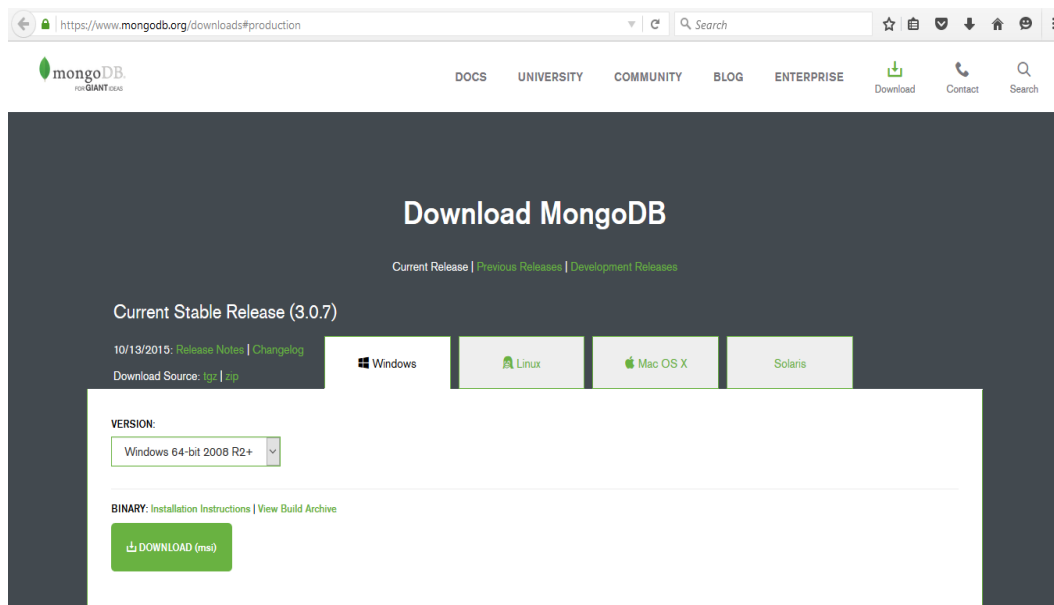 https://www.mongodb.org/downloads#production
Search
mongoDB.
FOR GIANT IDEAS
DOCS UNIVERSITY COMMUNITY BLOG ENTERPRISE Download Contact Search
Download MongoDB
Current Release | Previous Releases | Development Releases
Current Stable Release (3.0.7)
10/13/2015: Release Notes | Changelog
Download Source: tgz | zip
Windows Linux Mac OS X Solaris
VERSION:
Windows 64-bit 2008 R2+
BINARY: Installation Instructions | View Build Archive
DOWNLOAD (msi)